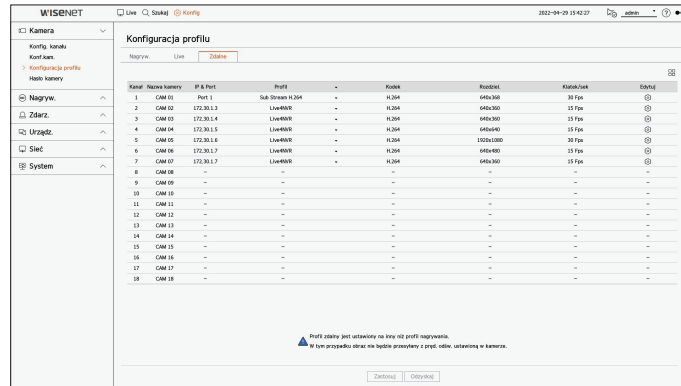 WISENET Live Szukaj Konfig 2022-04-29 15:42:27 admin
Kamera
Konfig. kanału
Konf.kam.
> Konfiguracja profilu
Hasło kamery
Nagryw.
Zdarz.
Urządz.
Sieć
System
Konfiguracja profilu
Nagryw. Live Zdalne
Kanał Nazwa kamery IP & Port Profil - Kodek Rozdziel. Klatek/sek Edytuj
1 CAM 01 Port 1 Sub Stream H.264 H.264 640x368 30 Fps
2 CAM 02 172.30.1.3 Live4NVR - H.264 640x360 15 Fps
3 CAM 03 172.30.1.4 Live4NVR - H.264 640x360 15 Fps
4 CAM 04 172.30.1.5 Live4NVR - H.264 640x640 15 Fps
5 CAM 05 172.30.1.6 Live4NVR - H.264 1920x1080 30 Fps
6 CAM 06 172.30.1.7 Live4NVR - H.264 640x480 15 Fps
7 CAM 07 172.30.1.7 Live4NVR - H.264 640x360 15 Fps
8 CAM 08 - - - - - -
9 CAM 09 - - - - - -
10 CAM 10 - - - - - -
11 CAM 11 - - - - - -
12 CAM 12 - - - - - -
13 CAM 13 - - - - - -
14 CAM 14 - - - - - -
15 CAM 15 - - - - - -
16 CAM 16 - - - - - -
17 CAM 17 - - - - - -
18 CAM 18 - - - - - -
Profil zdalny jest ustawiony na inny niż profil nagrywania.
W tym przypadku obraz nie będzie przesyłany z pręd. odśw. ustawioną w kamerze.
Zastosuj Odzyskaj